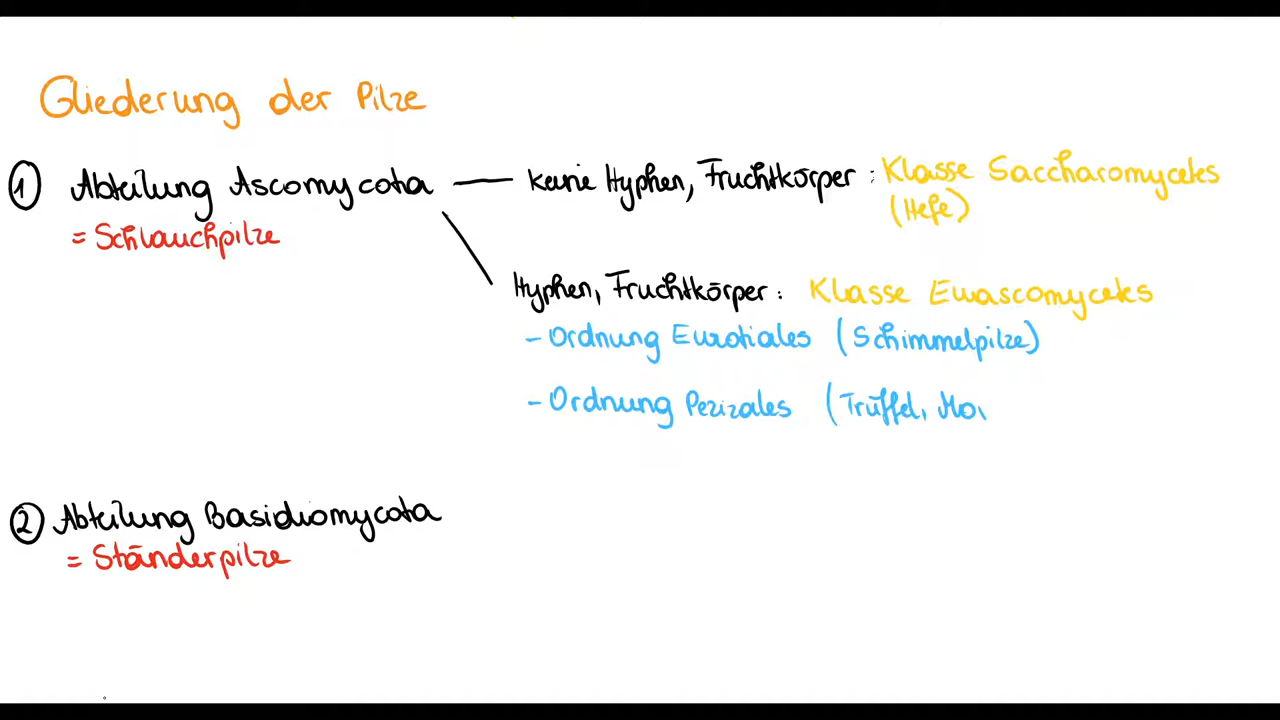 Gliederung der Pilze
① Abteilung Ascomycota — keine Hyphen, Fruchtkörper : Klasse Saccharomycetes
= Schlauchpilze
(Hefe)
Hyphen, Fruchtkörper : Klasse Euascomycetes
- Ordnung Eurotiales (Schimmelpilze)
- Ordnung Pezizales (Trüffel,
② Abteilung Basidiomycota
= Ständerpilze